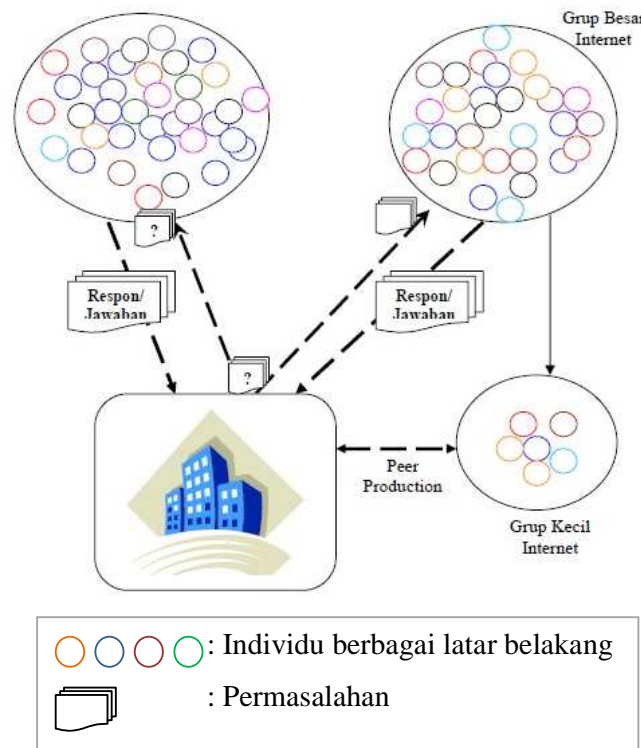 Grup Besar
Internet
?
Respon/
Jawaban
Respon/
Jawaban
?
Peer
Production
Grup Kecil
Internet
: Individu berbagai latar belakang
: Permasalahan